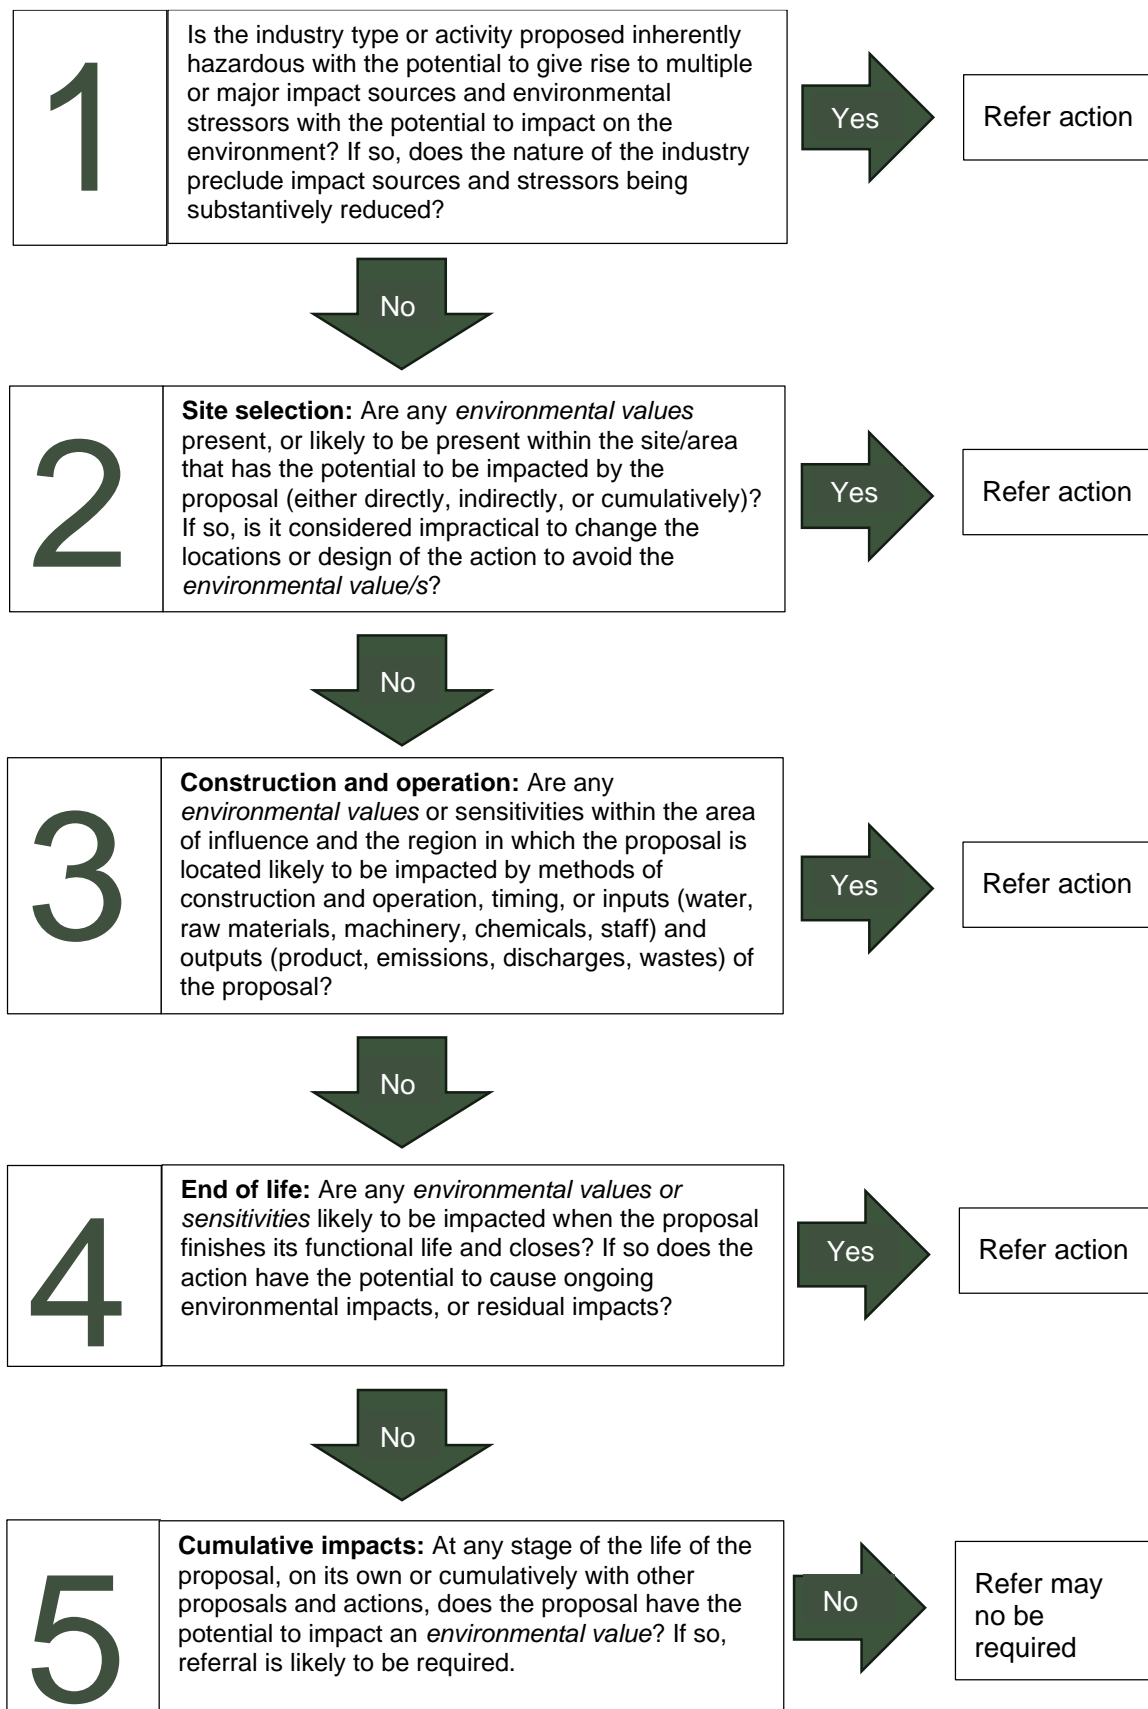 1
Is the industry type or activity proposed inherently
hazardous with the potential to give rise to multiple
or major impact sources and environmental
stressors with the potential to impact on the
environment? If so, does the nature of the industry
preclude impact sources and stressors being
substantively reduced?
Yes
Refer action
No
2
Site selection: Are any environmental values
present, or likely to be present within the site/area
that has the potential to be impacted by the
proposal (either directly, indirectly, or cumulatively)?
If so, is it considered impractical to change the
locations or design of the action to avoid the
environmental value/s?
Yes
Refer action
No
3
Construction and operation: Are any
environmental values or sensitivities within the area
of influence and the region in which the proposal is
located likely to be impacted by methods of
construction and operation, timing, or inputs (water,
raw materials, machinery, chemicals, staff) and
outputs (product, emissions, discharges, wastes) of
the proposal?
Yes
Refer action
No
4
End of life: Are any environmental values or
sensitivities likely to be impacted when the proposal
finishes its functional life and closes? If so does the
action have the potential to cause ongoing
environmental impacts, or residual impacts?
Yes
Refer action
No
5
Cumulative impacts: At any stage of the life of the
proposal, on its own or cumulatively with other
proposals and actions, does the proposal have the
potential to impact an environmental value? If so,
referral is likely to be required.
No
Refer may
no be
required